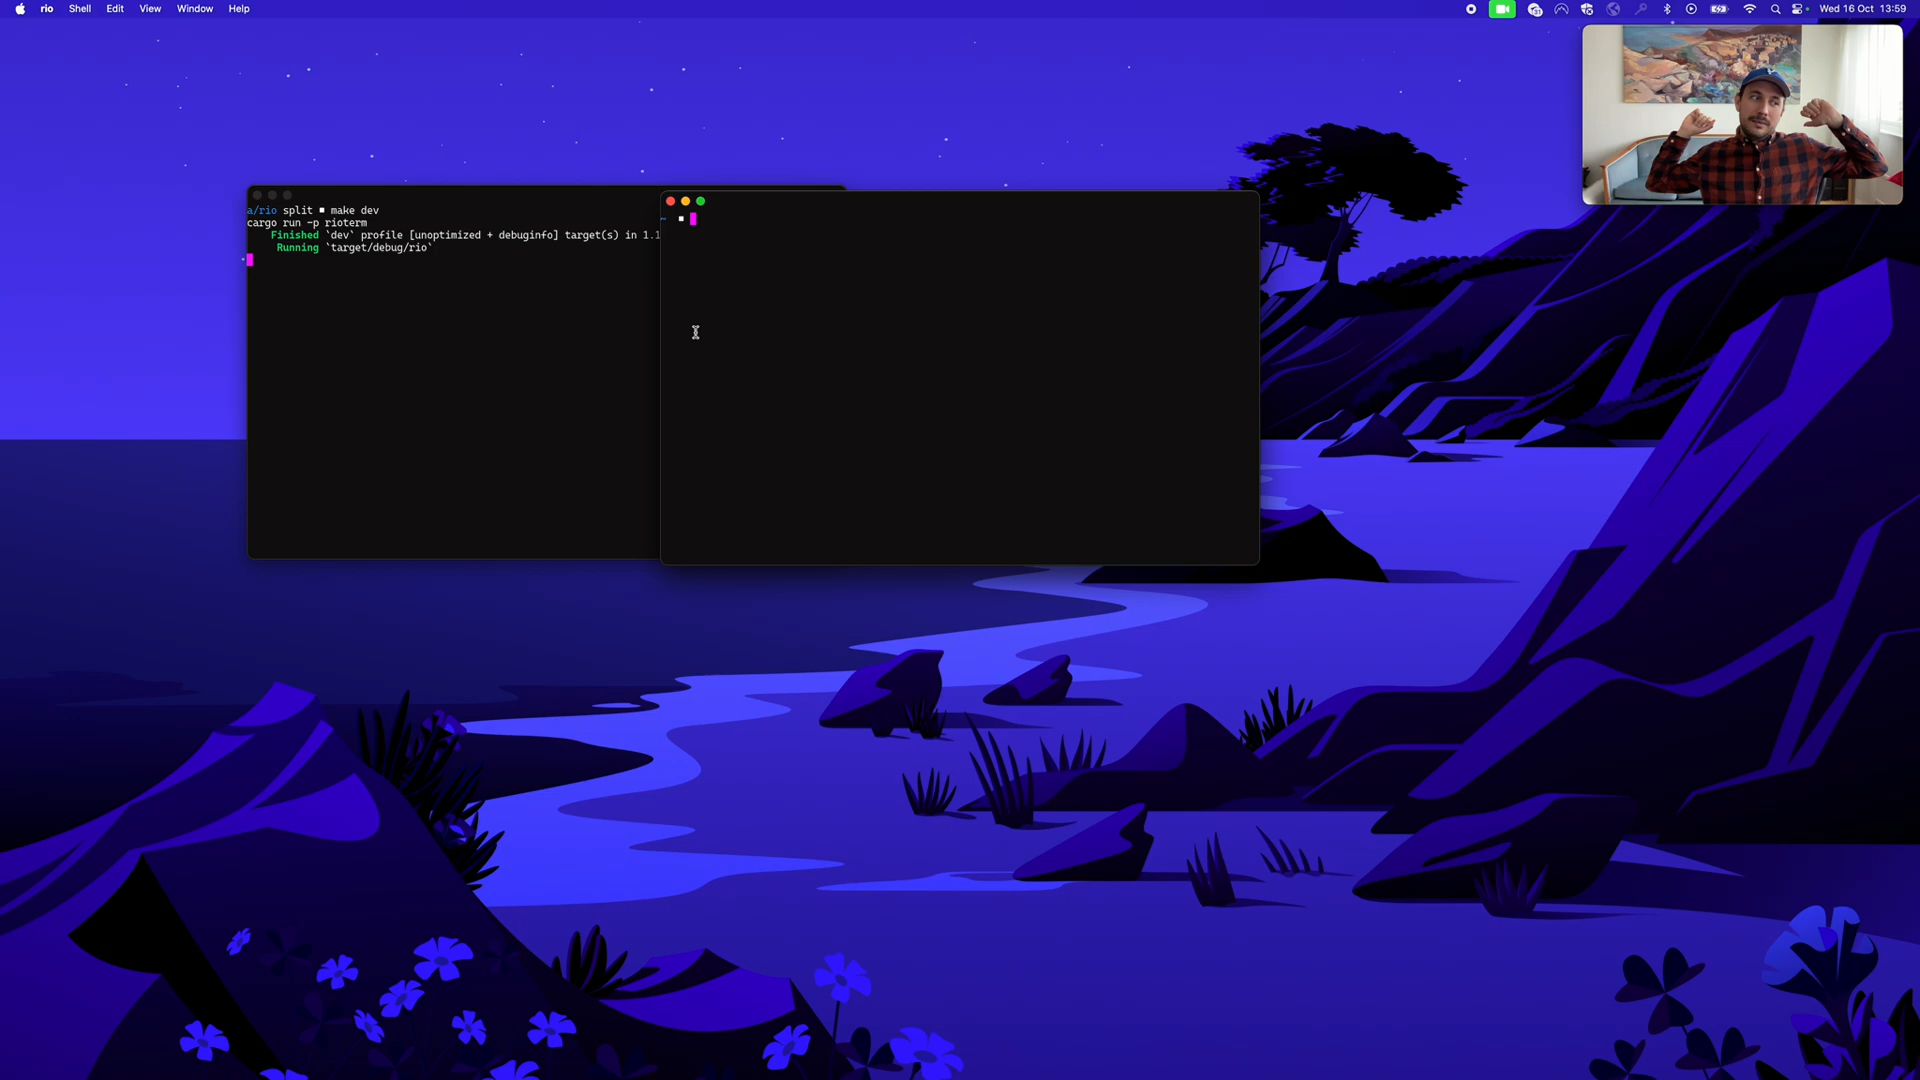 rio Shell Edit View Window Help
Wed 16 Oct 13:59
a/rio split ▪ make dev
cargo run -p rioterm
Finished `dev` profile [unoptimized + debuginfo] target(s) in 1.1
Running `target/debug/rio`
~ ▪